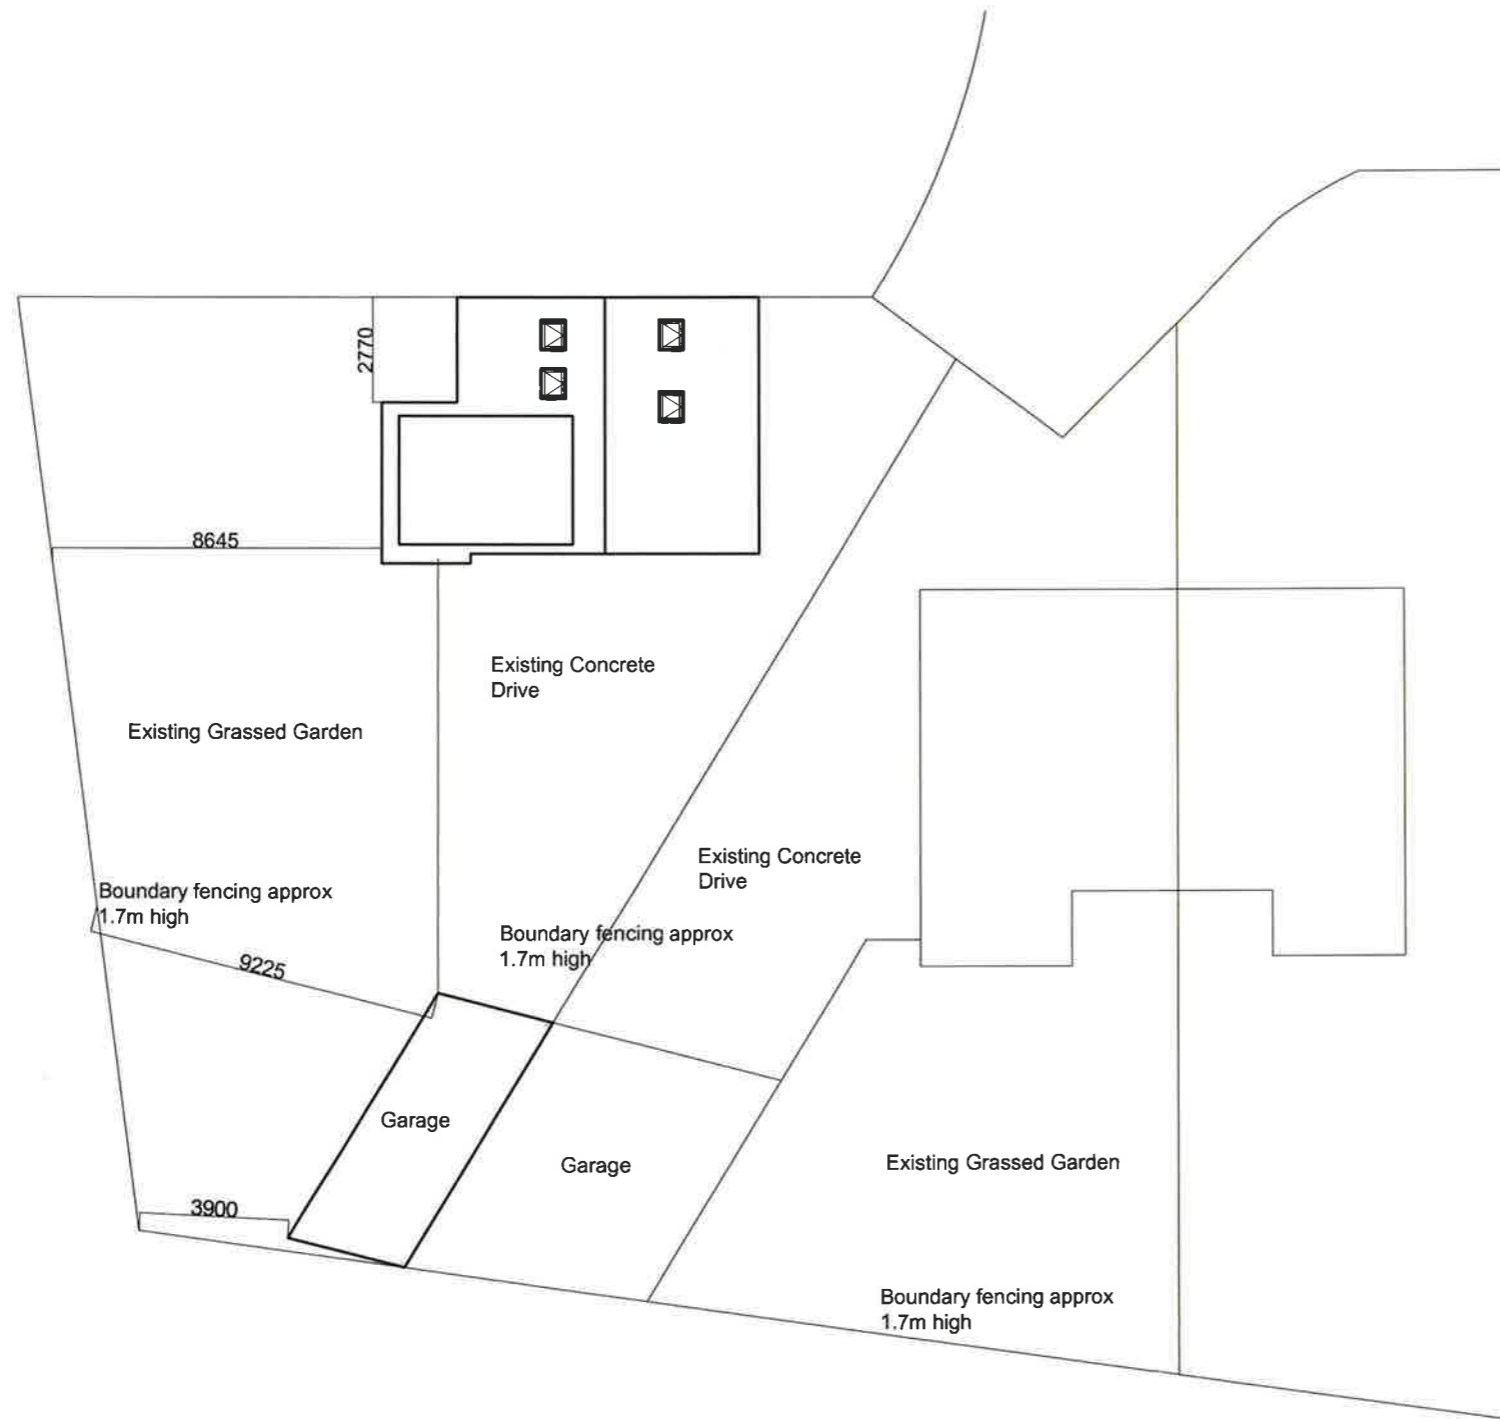 2770
8645
Existing Concrete
Drive
Existing Grassed Garden
Existing Concrete
Drive
Boundary fencing approx
1.7m high
Boundary fencing approx
1.7m high
9225
Garage
Garage
Existing Grassed Garden
3900
Boundary fencing approx
1.7m high